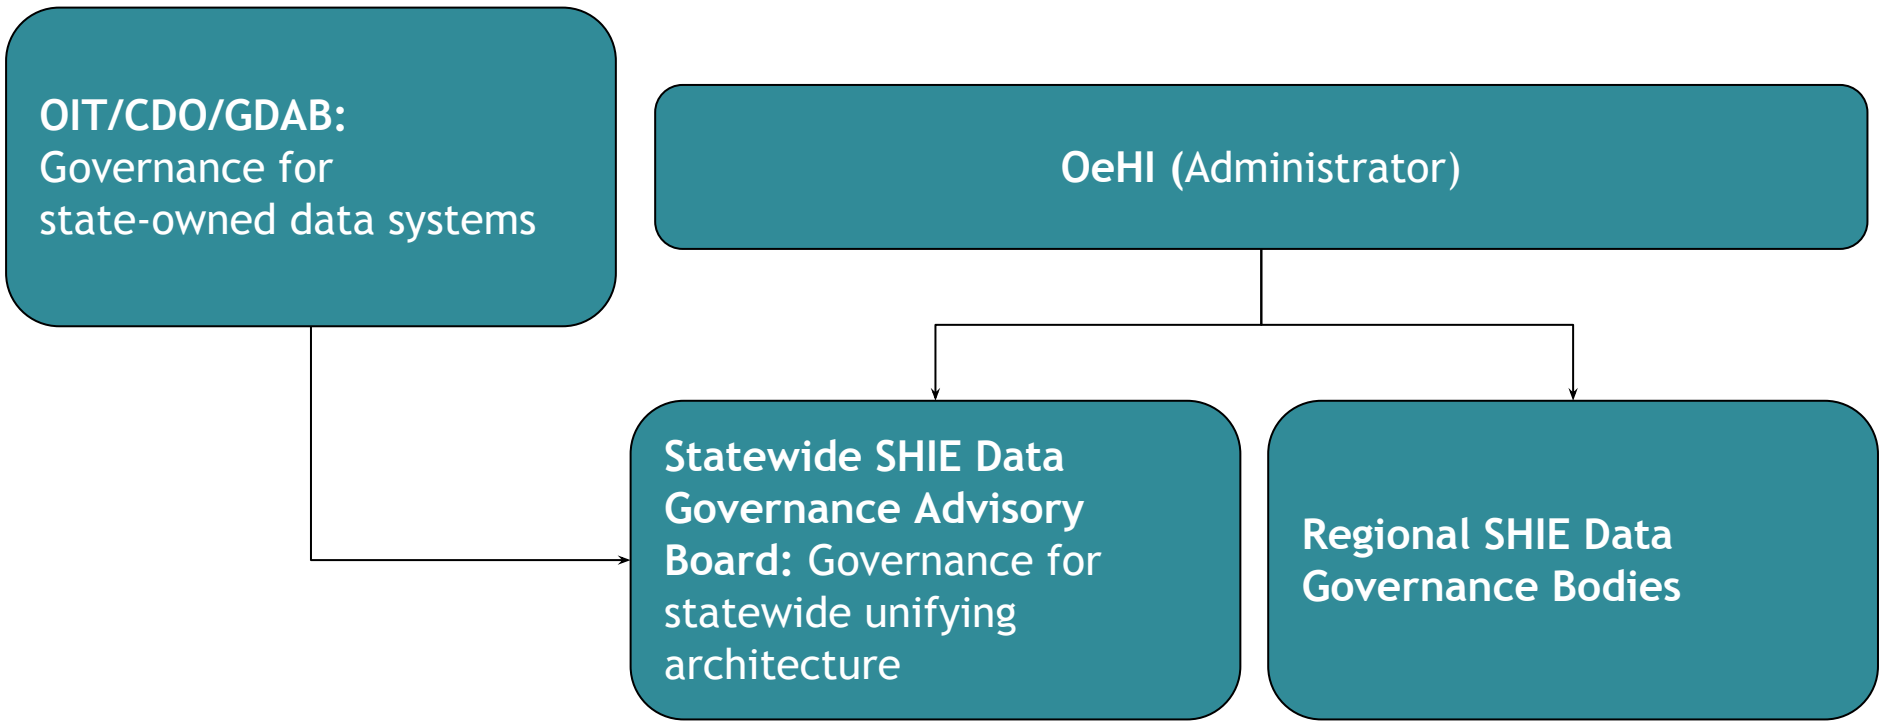 OIT/CDO/GDAB:
Governance for
state-owned data systems
OeHI (Administrator)
Statewide SHIE Data
Governance Advisory
Board: Governance for
statewide unifying
architecture
Regional SHIE Data
Governance Bodies